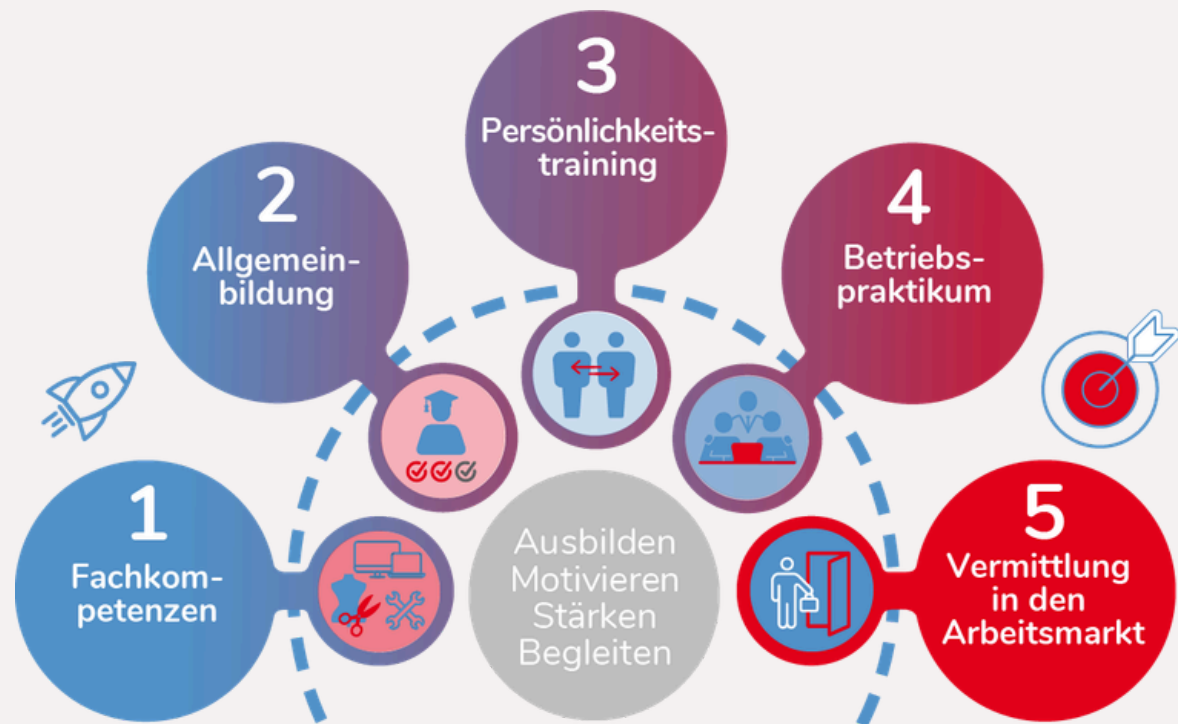 1
Fachkom-
petenzen
2
Allgemein-
bildung
3
Persönlichkeits-
training
4
Betriebs-
praktikum
5
Vermittlung
in den
Arbeitsmarkt
Ausbilden
Motivieren
Stärken
Begleiten